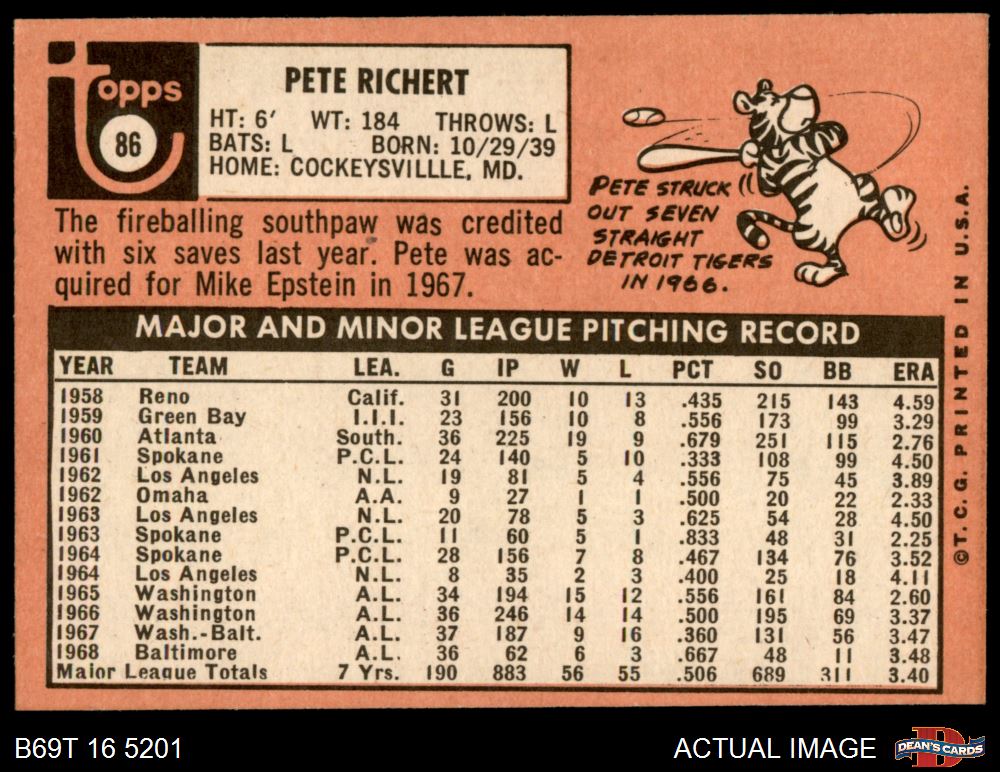 topps
86
PETE RICHERT
HT: 6' WT: 184 THROWS: L
BATS: L BORN: 10/29/39
HOME: COCKEYSVILLLE, MD.
The fireballing southpaw was credited
with six saves last year. Pete was ac-
quired for Mike Epstein in 1967.
PETE STRUCK
OUT SEVEN
STRAIGHT
DETROIT TIGERS
IN 1966.
MAJOR AND MINOR LEAGUE PITCHING RECORD
YEAR TEAM LEA. G IP W L PCT SO BB ERA
1958 Reno Calif. 31 200 10 13 .435 215 143 4.59
1959 Green Bay I.I.I. 23 156 10 8 .556 173 99 3.29
1960 Atlanta South. 36 225 19 9 .679 251 115 2.76
1961 Spokane P.C.L. 24 140 5 10 .333 108 99 4.50
1962 Los Angeles N.L. 19 81 5 4 .556 75 45 3.89
1962 Omaha A.A. 9 27 1 1 .500 20 22 2.33
1963 Los Angeles N.L. 20 78 5 3 .625 54 28 4.50
1963 Spokane P.C.L. 11 60 5 1 .833 48 31 2.25
1964 Spokane P.C.L. 28 156 7 8 .467 134 76 3.52
1964 Los Angeles N.L. 8 35 2 3 .400 25 18 4.11
1965 Washington A.L. 34 194 15 12 .556 161 84 2.60
1966 Washington A.L. 36 246 14 14 .500 195 69 3.37
1967 Wash.-Balt. A.L. 37 187 9 16 .360 131 56 3.47
1968 Baltimore A.L. 36 62 6 3 .667 48 11 3.48
Major League Totals 7 Yrs. 190 883 56 55 .506 689 311 3.40
©T.C.G. PRINTED IN U.S.A.
B69T 16 5201
ACTUAL IMAGE
D
DEAN'S CARDS